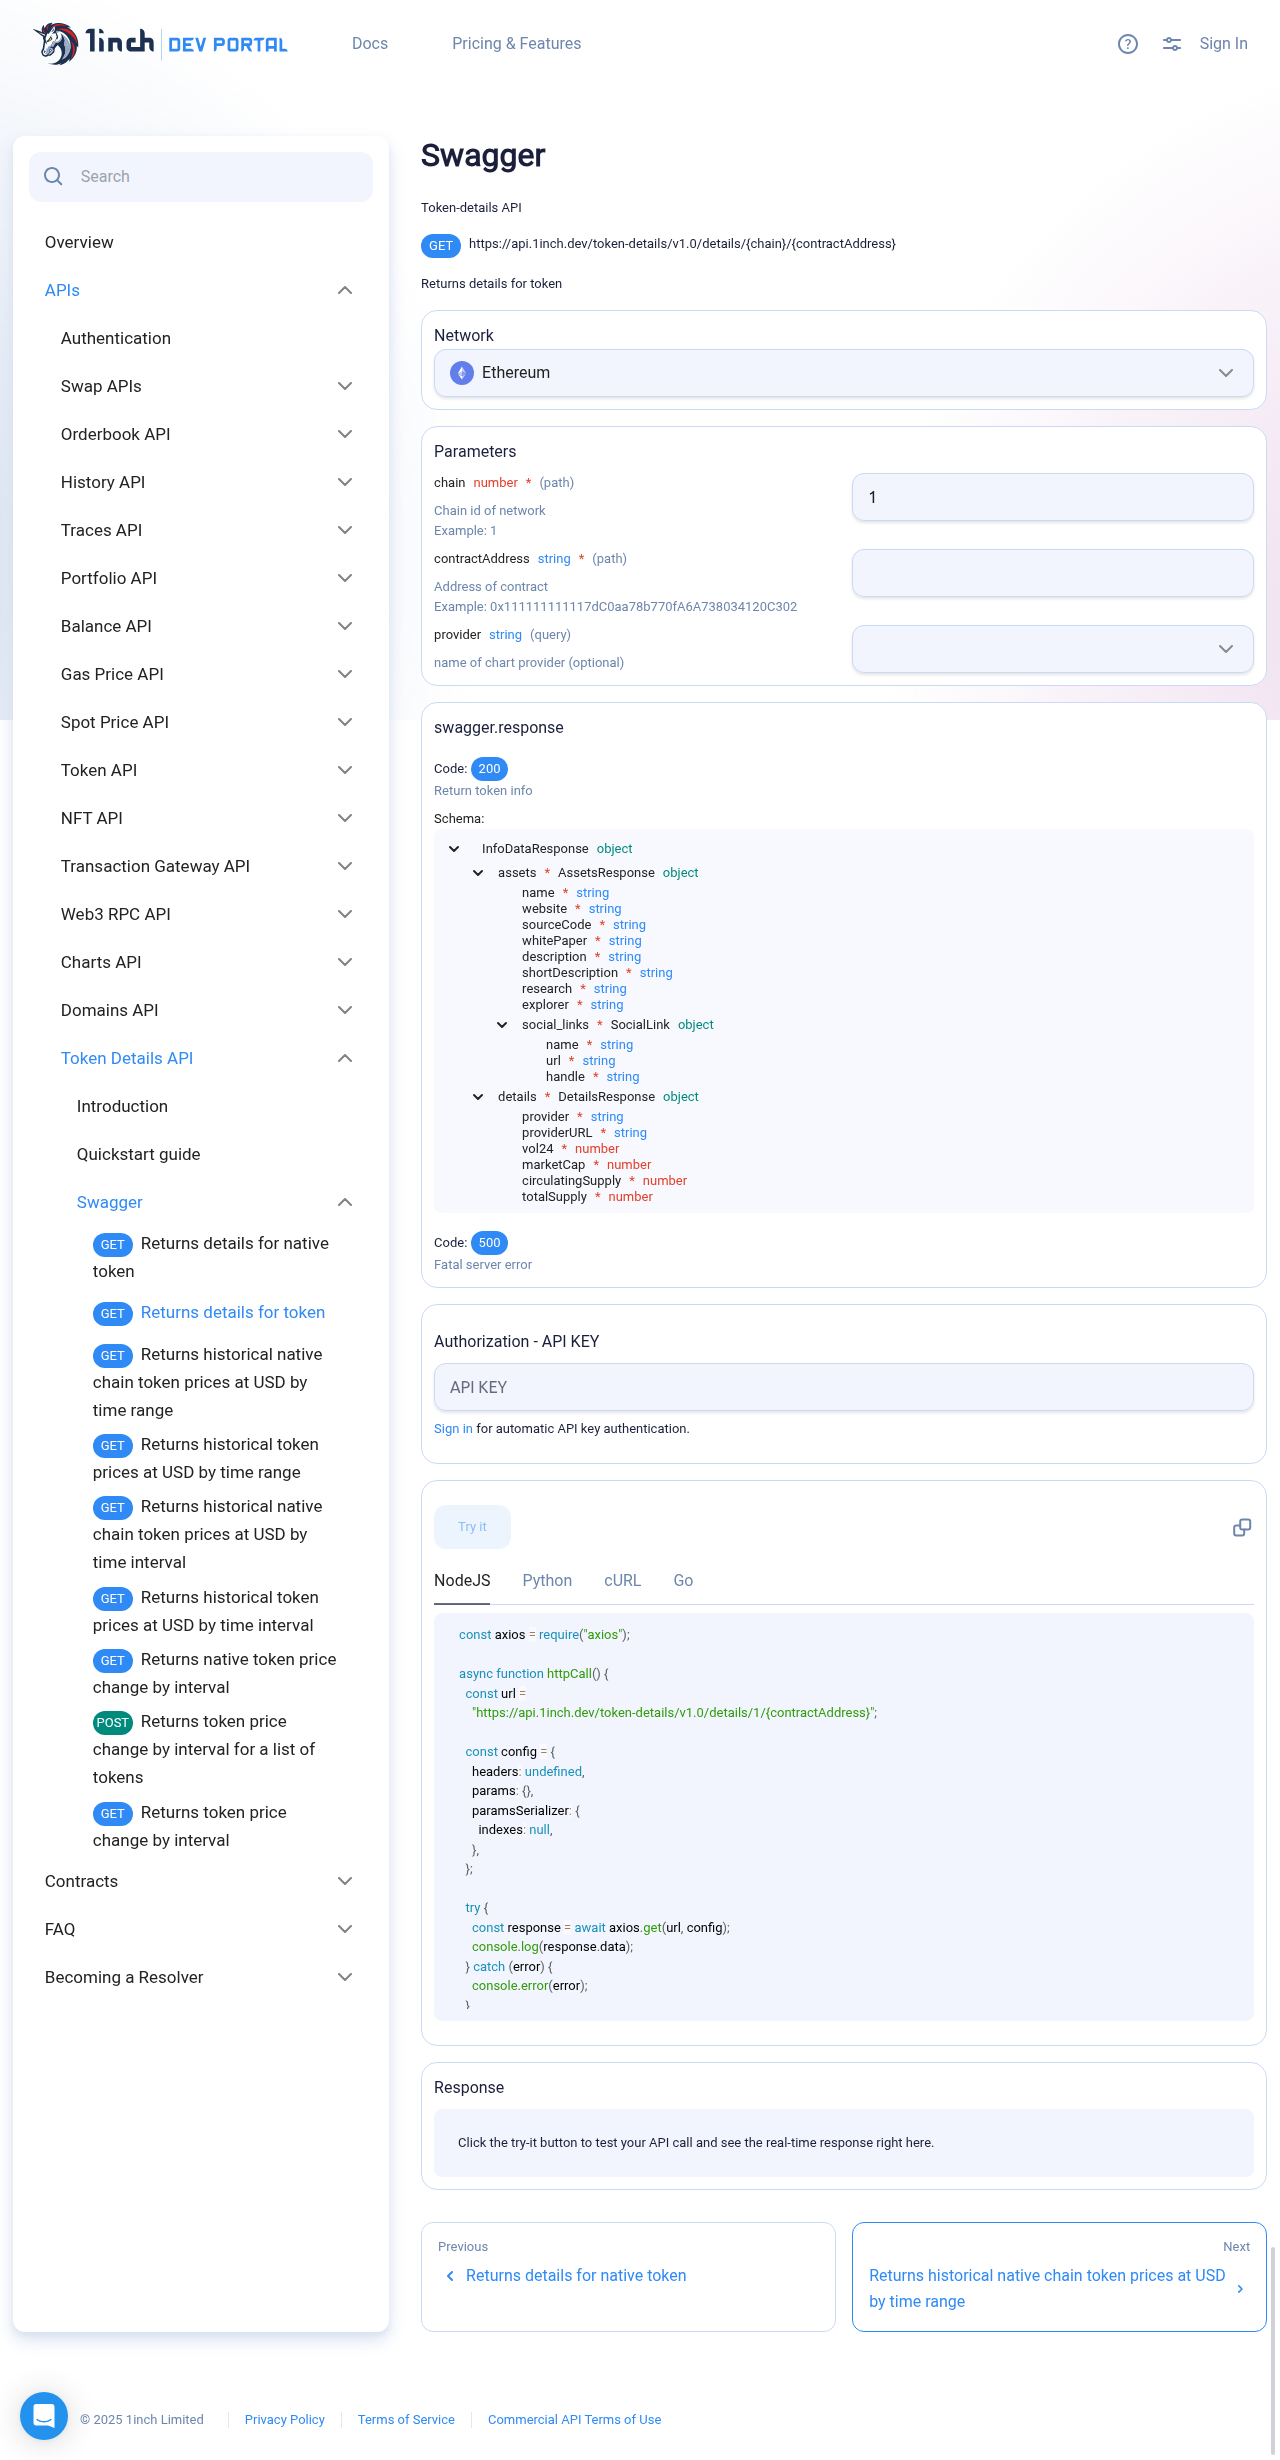 1inch DEV PORTAL
Docs
Pricing & Features
Sign In
Search
Overview
APIs
Authentication
Swap APIs
Orderbook API
History API
Traces API
Portfolio API
Balance API
Gas Price API
Spot Price API
Token API
NFT API
Transaction Gateway API
Web3 RPC API
Charts API
Domains API
Token Details API
Introduction
Quickstart guide
Swagger
GET Returns details for native
token
GET Returns details for token
GET Returns historical native
chain token prices at USD by
time range
GET Returns historical token
prices at USD by time range
GET Returns historical native
chain token prices at USD by
time interval
GET Returns historical token
prices at USD by time interval
GET Returns native token price
change by interval
POST Returns token price
change by interval for a list of
tokens
GET Returns token price
change by interval
Contracts
FAQ
Becoming a Resolver
Swagger
Token-details API
GET https://api.1inch.dev/token-details/v1.0/details/{chain}/{contractAddress}
Returns details for token
Network
Ethereum
Parameters
chain number * (path)
1
Chain id of network
Example: 1
contractAddress string * (path)
Address of contract
Example: 0x111111111117dC0aa78b770fA6A738034120C302
provider string (query)
name of chart provider (optional)
swagger.response
Code: 200
Return token info
Schema:
InfoDataResponse object
assets * AssetsResponse object
name * string
website * string
sourceCode * string
whitePaper * string
description * string
shortDescription * string
research * string
explorer * string
social_links * SocialLink object
name * string
url * string
handle * string
details * DetailsResponse object
provider * string
providerURL * string
vol24 * number
marketCap * number
circulatingSupply * number
totalSupply * number
Code: 500
Fatal server error
Authorization - API KEY
API KEY
Sign in for automatic API key authentication.
Try it
NodeJS
Python
cURL
Go
const axios = require("axios");
async function httpCall() {
const url =
"https://api.1inch.dev/token-details/v1.0/details/1/{contractAddress}";
const config = {
headers: undefined,
params: {},
paramsSerializer: {
indexes: null,
},
};
try {
const response = await axios.get(url, config);
console.log(response.data);
} catch (error) {
console.error(error);
}
Response
Click the try-it button to test your API call and see the real-time response right here.
Previous
Returns details for native token
Next
Returns historical native chain token prices at USD
by time range
© 2025 1inch Limited
Privacy Policy
Terms of Service
Commercial API Terms of Use